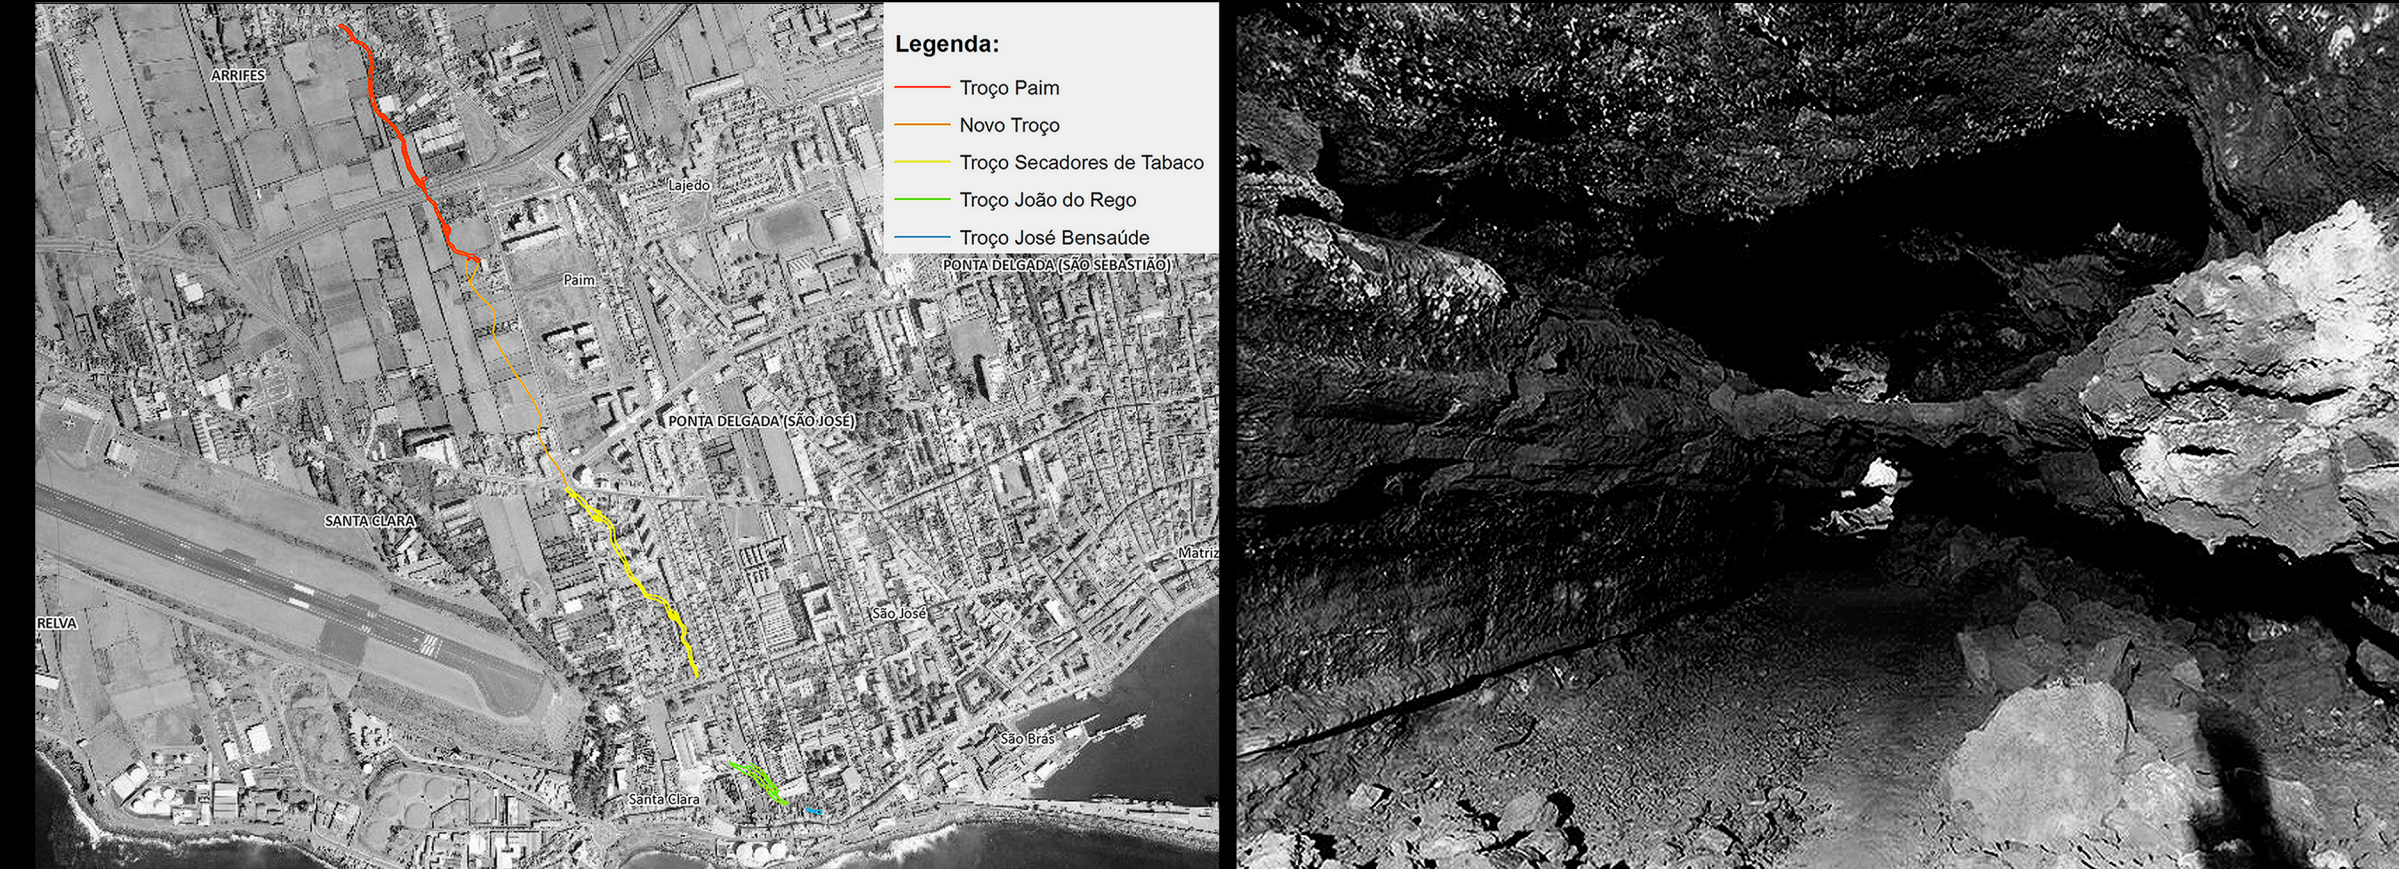 ARRIFES
Lajedo
Paim
PONTA DELGADA (SÃO JOSÉ)
SANTA CLARA
RELVA
São José
Matriz
São Brás
Santa Clara
PONTA DELGADA (SÃO SEBASTIÃO)
Legenda:
Troço Paim
Novo Troço
Troço Secadores de Tabaco
Troço João do Rego
Troço José Bensaúde